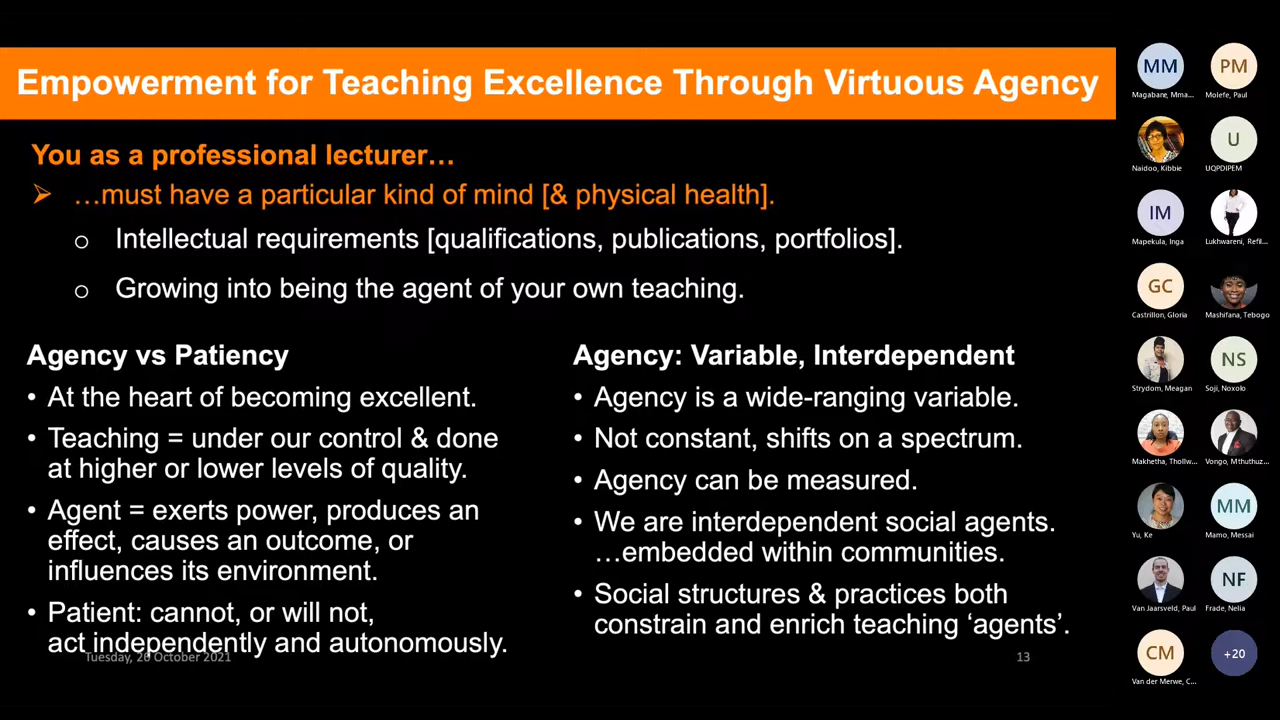 Empowerment for Teaching Excellence Through Virtuous Agency
You as a professional lecturer…
➢ …must have a particular kind of mind [& physical health].
o Intellectual requirements [qualifications, publications, portfolios].
o Growing into being the agent of your own teaching.
Agency vs Patiency
• At the heart of becoming excellent.
• Teaching = under our control & done
at higher or lower levels of quality.
• Agent = exerts power, produces an
effect, causes an outcome, or
influences its environment.
• Patient: cannot, or will not,
act independently and autonomously.
Agency: Variable, Interdependent
• Agency is a wide-ranging variable.
• Not constant, shifts on a spectrum.
• Agency can be measured.
• We are interdependent social agents.
…embedded within communities.
• Social structures & practices both
constrain and enrich teaching ‘agents’.
Tuesday, 26 October 2021
13
MM
Magabane, Mma...
PM
Molefe, Paul
Naidoo, Kibbie
U
UQPDIPEM
IM
Mapekula, Inga
Lukhwareni, Refil...
GC
Castrillon, Gloria
Mashifana, Tebogo
Strydom, Meagan
NS
Soji, Noxolo
Makhetha, Thollw...
Vongo, Mthuthuz...
Yu, Ke
MM
Mamo, Messai
Van Jaarsveld, Paul
NF
Frade, Nelia
CM
Van der Merwe, C...
+20